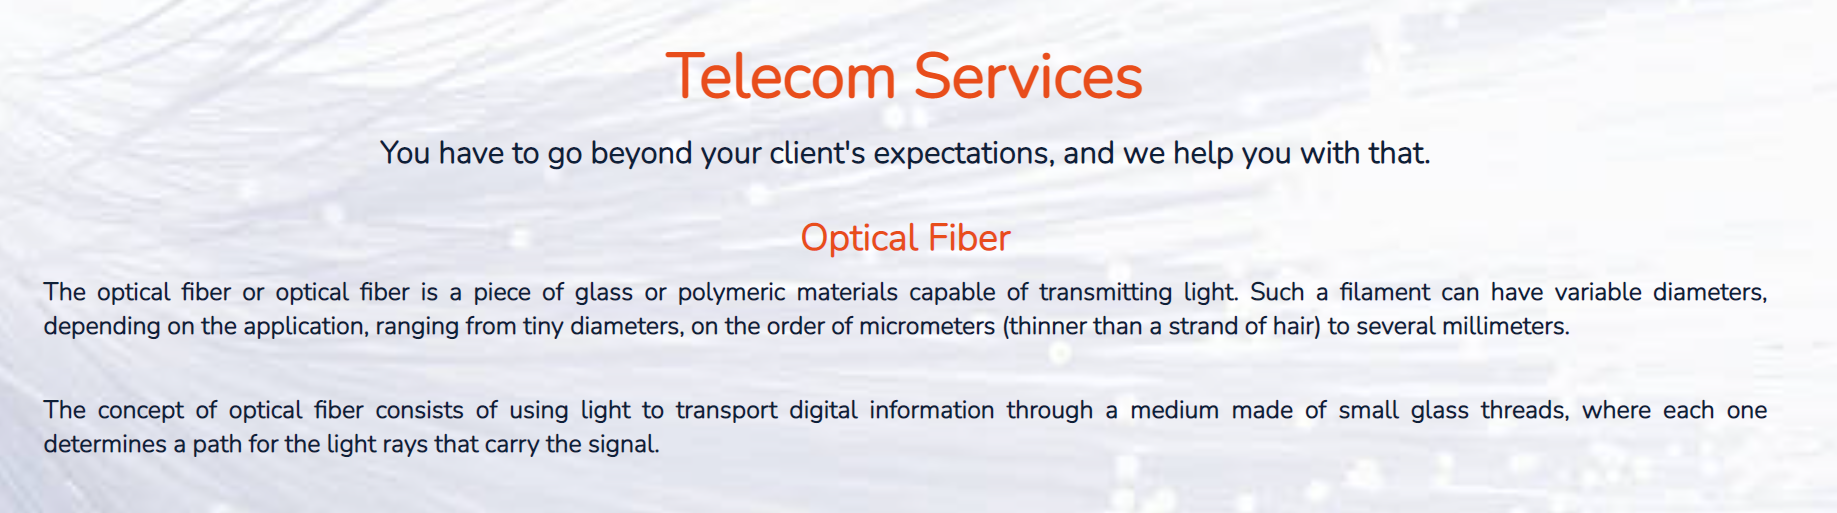 Telecom Services
You have to go beyond your client's expectations, and we help you with that.
Optical Fiber
The optical fiber or optical fiber is a piece of glass or polymeric materials capable of transmitting light. Such a filament can have variable diameters,
depending on the application, ranging from tiny diameters, on the order of micrometers (thinner than a strand of hair) to several millimeters.
The concept of optical fiber consists of using light to transport digital information through a medium made of small glass threads, where each one
determines a path for the light rays that carry the signal.